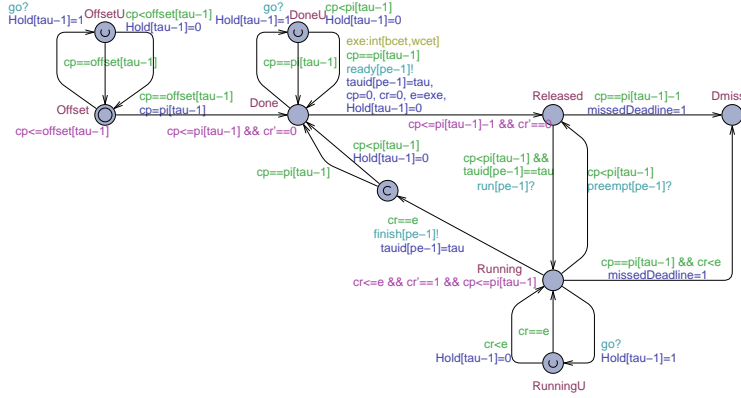 go?
Hold[tau-1]=1
OffsetU
cp<offset[tau-1]
Hold[tau-1]=0
U
cp==offset[tau-1]
Offset
cp<=offset[tau-1]
cp==offset[tau-1]
cp=pi[tau-1]
go?
Hold[tau-1]=1
DoneU
cp<pi[tau-1]
Hold[tau-1]=0
U
cp==pi[tau-1]
exe:int[bcet,wcet]
cp==pi[tau-1]
ready[pe-1]!
tauid[pe-1]=tau,
cp=0, cr=0, e=exe,
Hold[tau-1]=0
Done
cp<=pi[tau-1] && cr'==0
Released
cp<=pi[tau-1]-1 && cr'==0
cp==pi[tau-1]-1
missedDeadline=1
Dmiss
cp<pi[tau-1]
Hold[tau-1]=0
cp==pi[tau-1]
C
cp<pi[tau-1] &&
tauid[pe-1]==tau
run[pe-1]?
cp<pi[tau-1]
preempt[pe-1]?
cr==e
finish[pe-1]!
tauid[pe-1]=tau
Running
cr<=e && cr'==1 && cp<=pi[tau-1]
cp==pi[tau-1] && cr<e
missedDeadline=1
cr==e
cr<e
Hold[tau-1]=0
go?
Hold[tau-1]=1
U
RunningU